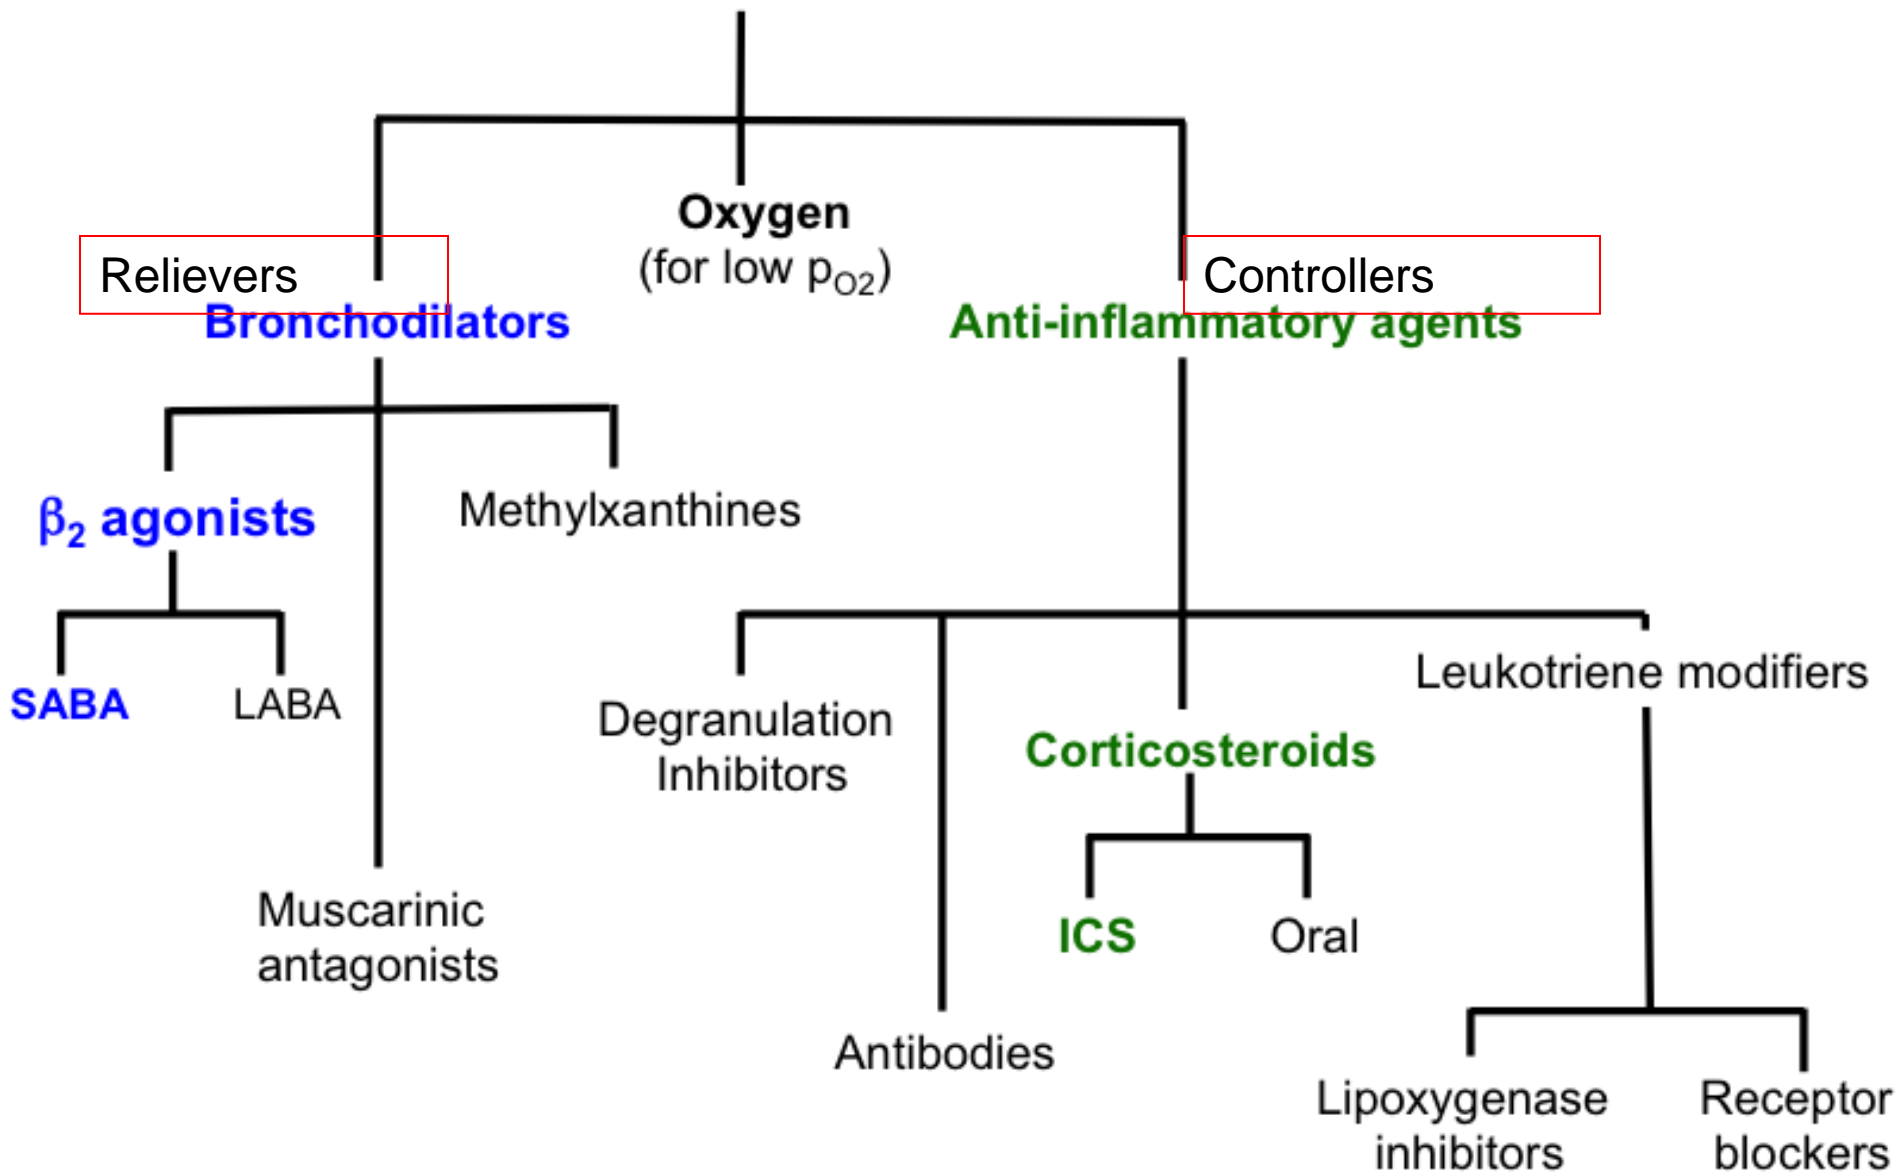 Oxygen
(for low pO2)
Relievers
Controllers
Bronchodilators
Anti-inflammatory agents
β2 agonists
Methylxanthines
SABA
LABA
Degranulation
Inhibitors
Leukotriene modifiers
Corticosteroids
Muscarinic
antagonists
ICS
Oral
Antibodies
Lipoxygenase
inhibitors
Receptor
blockers